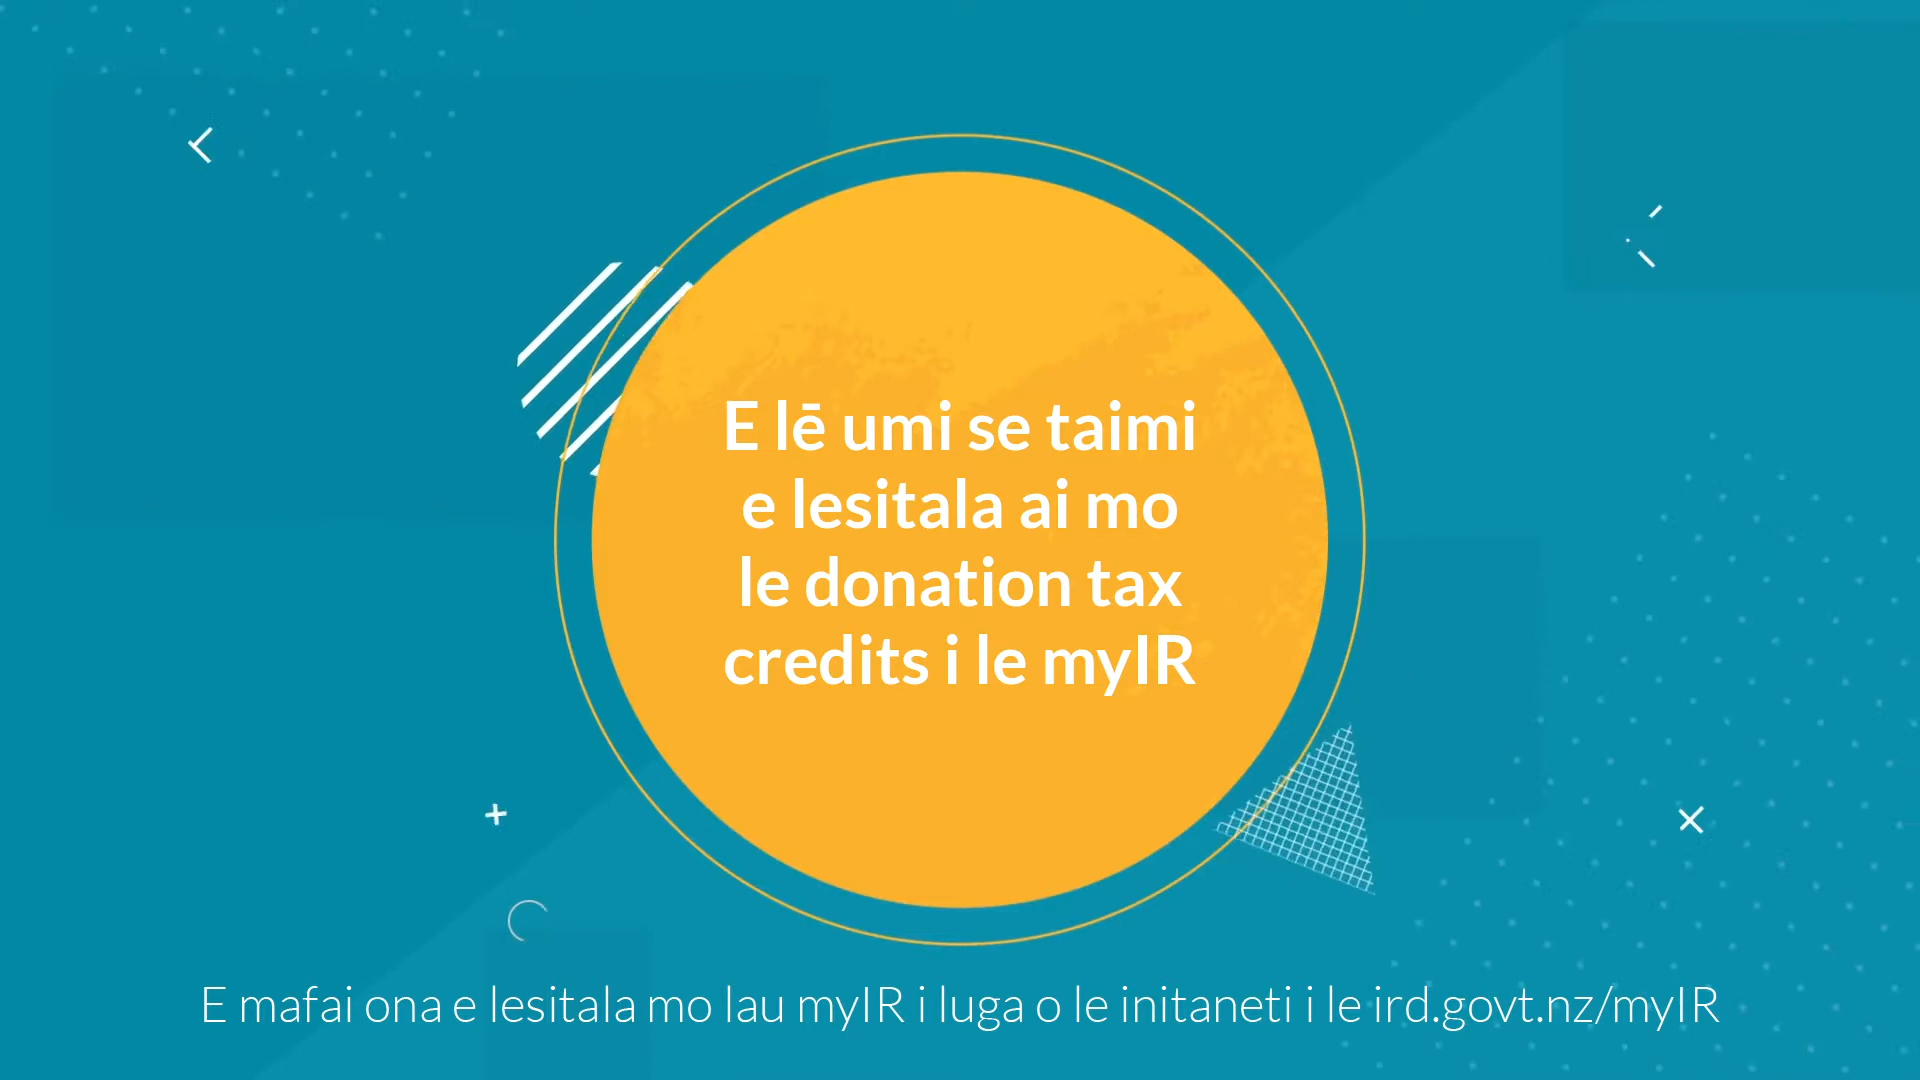 E lē umi se taimi
e lesitala ai mo
le donation tax
credits i le myIR
E mafai ona e lesitala mo lau myIR i luga o le initaneti i le ird.govt.nz/myIR